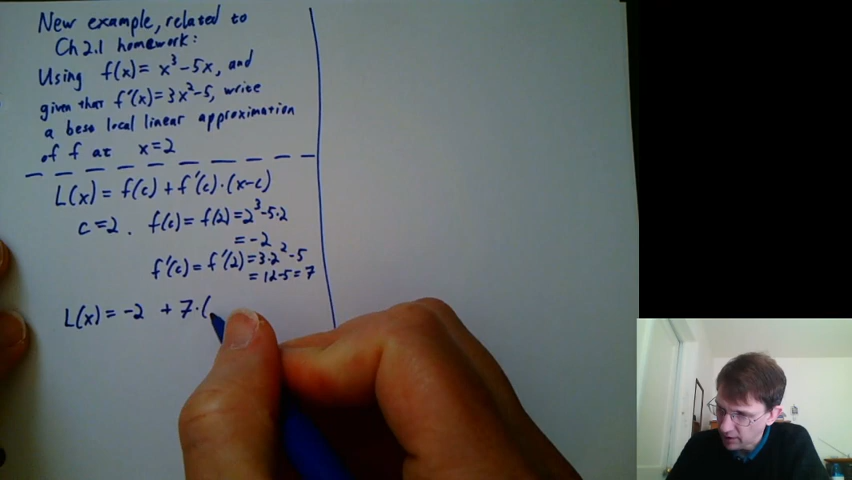 New example, related to
Ch 2.1 homework:
Using f(x) = x³-5x, and
given that f'(x) = 3x²-5, write
a best local linear approximation
of f at x=2
L(x) = f(c) + f'(c)·(x-c)
c=2. f(c) = f(2) = 2³-5·2
= -2
f'(c) = f'(2) = 3·2²-5
= 12-5 = 7
L(x) = -2 + 7·(